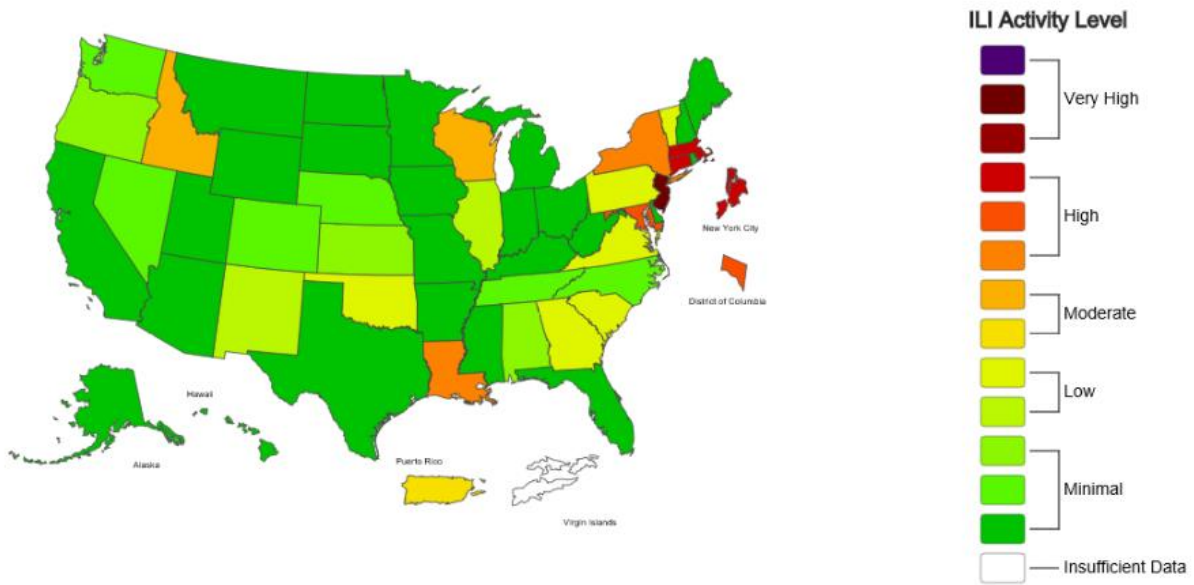 ILI Activity Level
Very High
High
New York City
District of Columbia
Moderate
Low
Hawaii
Alaska
Puerto Rico
Minimal
Virgin Islands
Insufficient Data